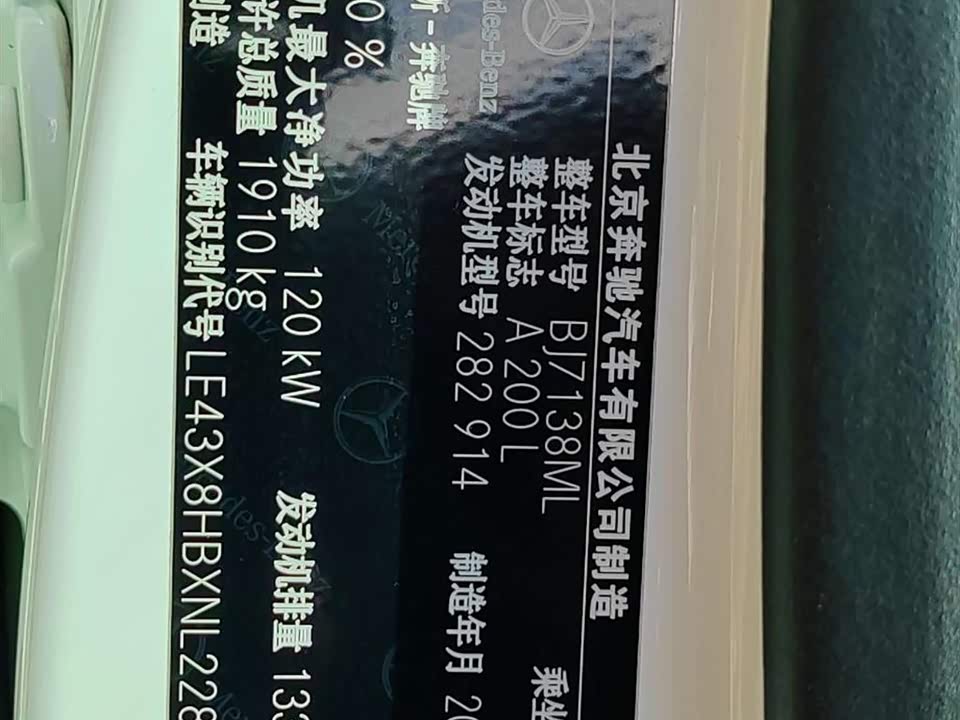 北京奔驰汽车有限公司制造
整车型号 BJ7138ML
乘坐
整车标志 A 200 L
发动机型号 282 914 制造年月 20
des-Benz
斯-奔驰牌
0 %
机最大净功率 120 kW 发动机排量 133
许总质量 1910 kg
制造
车辆识别代号 LE43X8HBXNL228